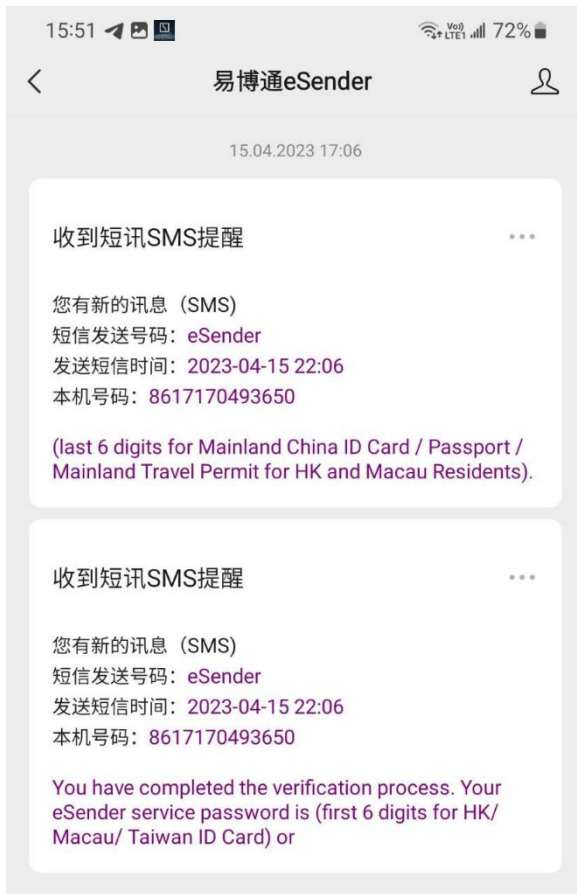 15:51 Vo)) LTE1 72%
易博通eSender
15.04.2023 17:06
收到短讯SMS提醒
您有新的讯息（SMS)
短信发送号码：eSender
发送短信时间：2023-04-15 22:06
本机号码：8617170493650
(last 6 digits for Mainland China ID Card / Passport /
Mainland Travel Permit for HK and Macau Residents).
收到短讯SMS提醒
您有新的讯息（SMS)
短信发送号码：eSender
发送短信时间：2023-04-15 22:06
本机号码：8617170493650
You have completed the verification process. Your
eSender service password is (first 6 digits for HK/
Macau/ Taiwan ID Card) or